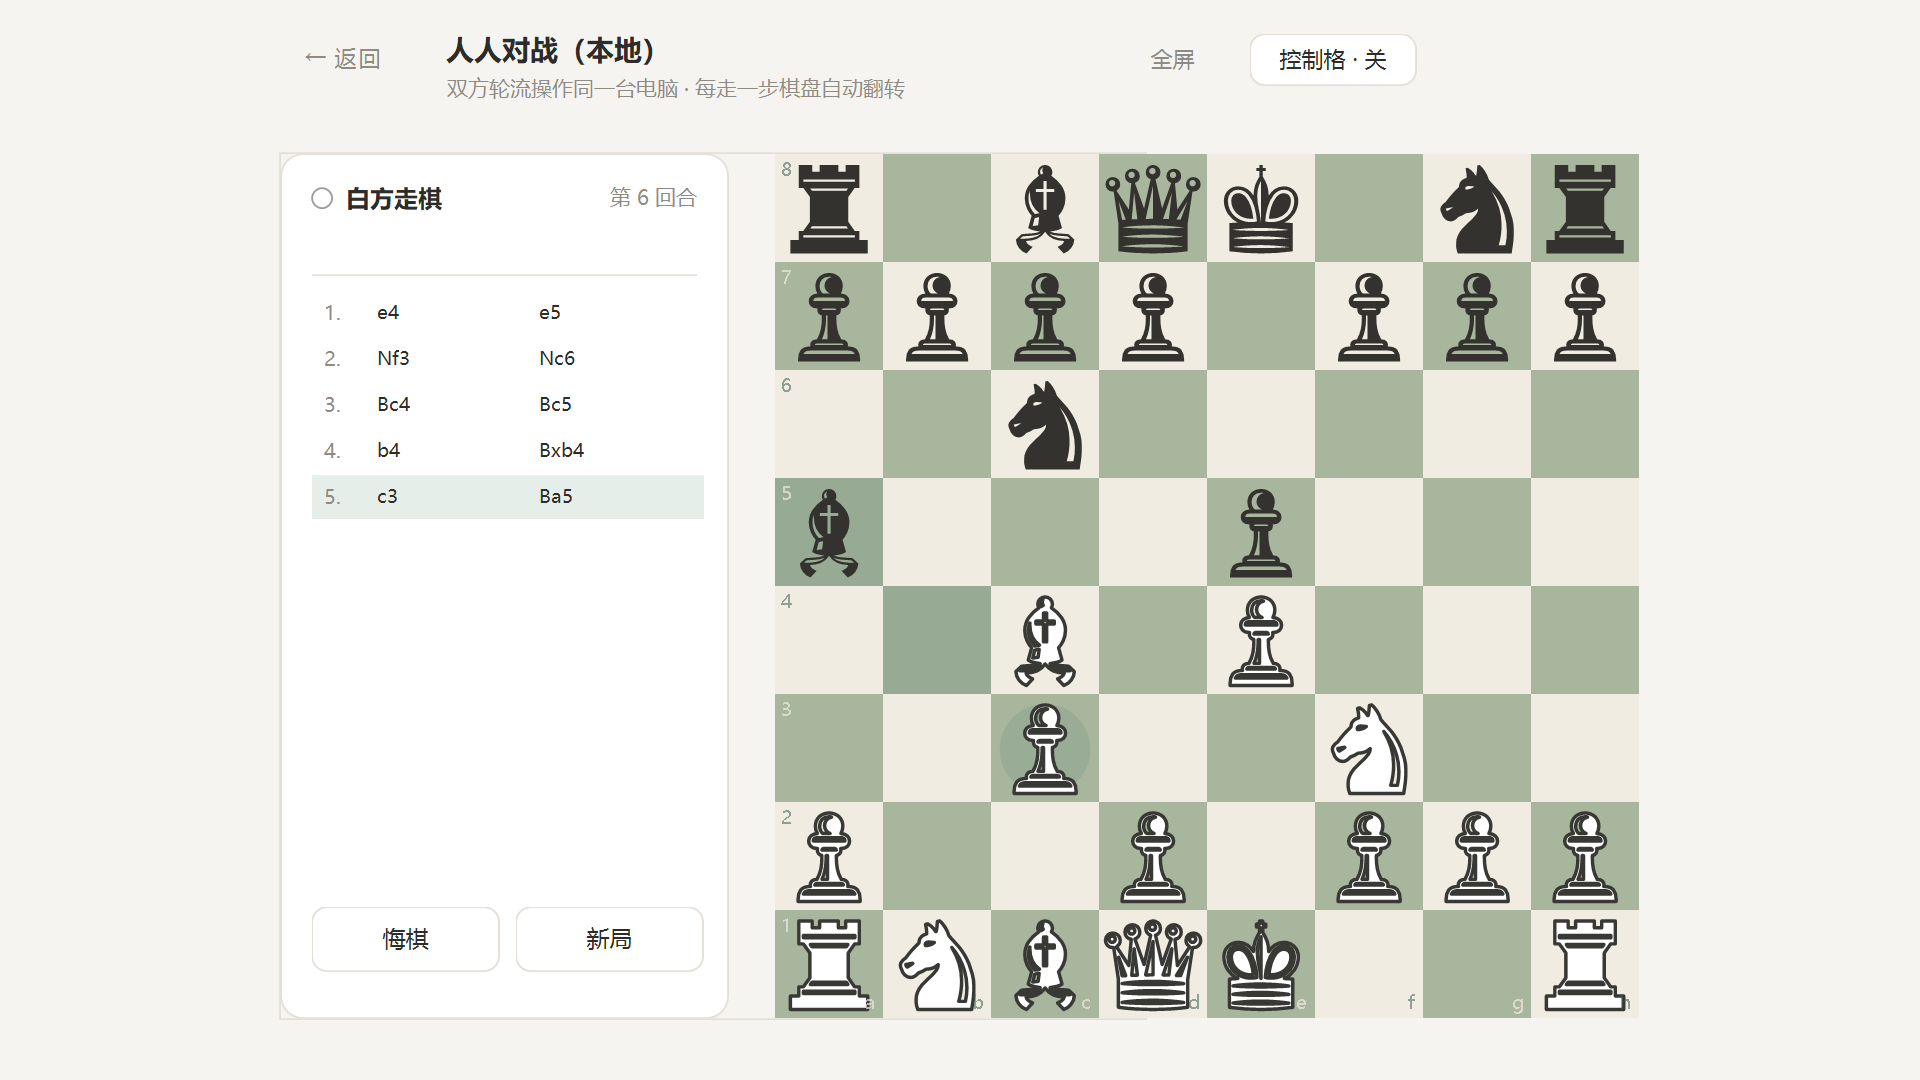 ← 返回
人人对战（本地）
双方轮流操作同一台电脑 · 每走一步棋盘自动翻转
全屏
控制格 · 关
白方走棋
第 6 回合
1. e4 e5
2. Nf3 Nc6
3. Bc4 Bc5
4. b4 Bxb4
5. c3 Ba5
悔棋
新局
8
7
6
5
4
3
2
1
a b c d e f g h